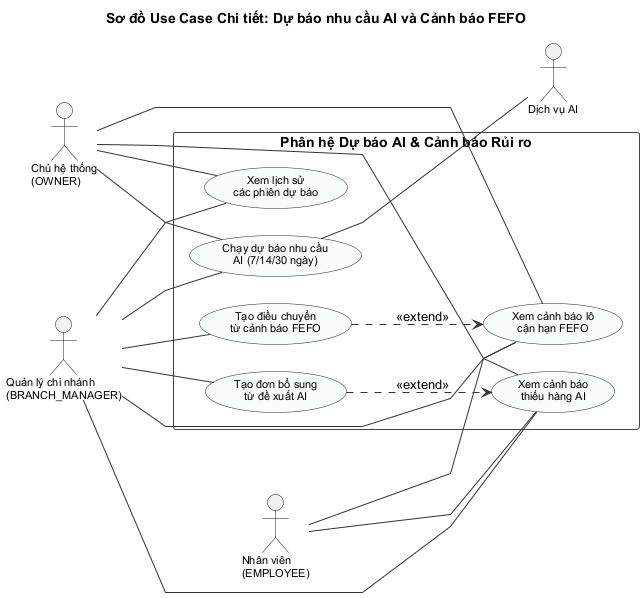 Sơ đồ Use Case Chi tiết: Dự báo nhu cầu AI và Cảnh báo FEFO
Dịch vụ AI
Chủ hệ thống
(OWNER)
Phân hệ Dự báo AI & Cảnh báo Rủi ro
Xem lịch sử
các phiên dự báo
Chạy dự báo nhu cầu
AI (7/14/30 ngày)
Tạo điều chuyển
từ cảnh báo FEFO
«extend»
Xem cảnh báo lô
cận hạn FEFO
Quản lý chi nhánh
(BRANCH_MANAGER)
Tạo đơn bổ sung
từ đề xuất AI
«extend»
Xem cảnh báo
thiếu hàng AI
Nhân viên
(EMPLOYEE)